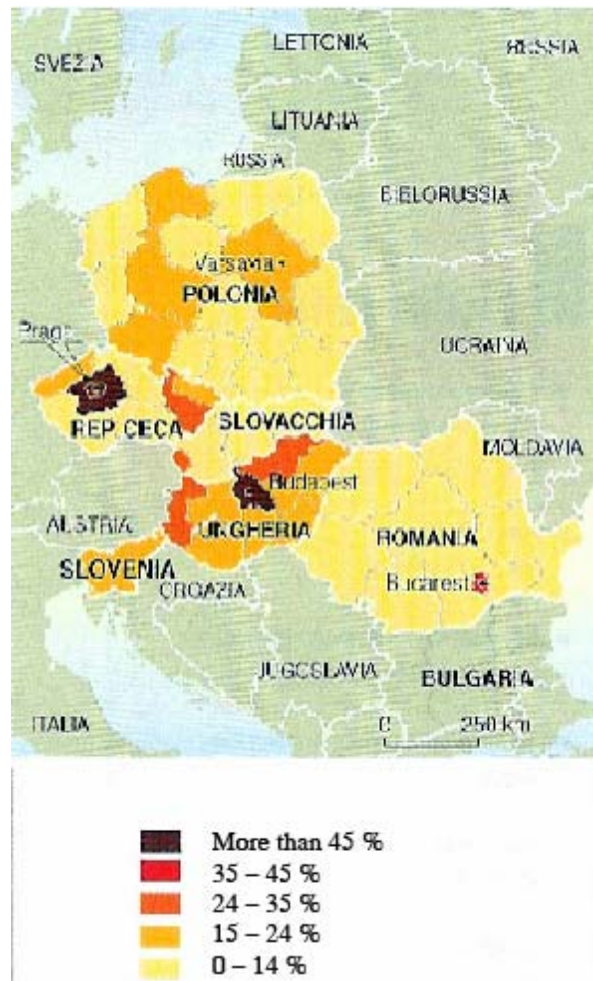 LETTONIA
RUSSIA
SVEZIA
LITUANIA
RUSSIA
BIELORUSSIA
Varsavia
POLONIA
Praga
UCRAINA
REP. CECA
SLOVACCHIA
MOLDAVIA
Budapest
AUSTRIA
UNGHERIA
ROMANIA
SLOVENIA
Bucarest
CROAZIA
JUGOSLAVIA
BULGARIA
ITALIA
0 250 km
More than 45 %
35 – 45 %
24 – 35 %
15 – 24 %
0 – 14 %